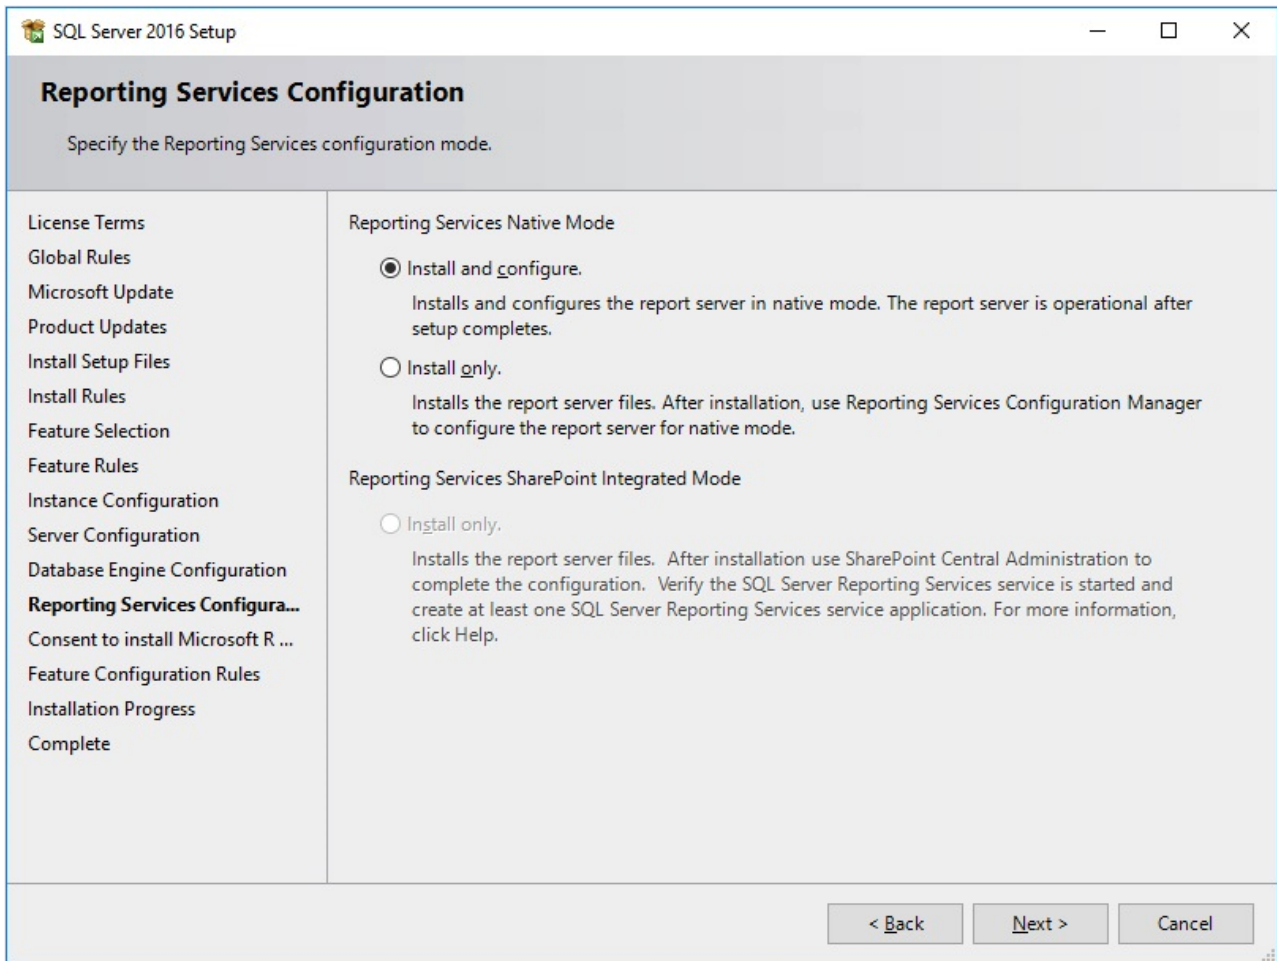 SQL Server 2016 Setup
Reporting Services Configuration
Specify the Reporting Services configuration mode.
License Terms
Global Rules
Microsoft Update
Product Updates
Install Setup Files
Install Rules
Feature Selection
Feature Rules
Instance Configuration
Server Configuration
Database Engine Configuration
Reporting Services Configura...
Consent to install Microsoft R ...
Feature Configuration Rules
Installation Progress
Complete
Reporting Services Native Mode
Install and configure.
Installs and configures the report server in native mode. The report server is operational after
setup completes.
Install only.
Installs the report server files. After installation, use Reporting Services Configuration Manager
to configure the report server for native mode.
Reporting Services SharePoint Integrated Mode
Install only.
Installs the report server files.  After installation use SharePoint Central Administration to
complete the configuration.  Verify the SQL Server Reporting Services service is started and
create at least one SQL Server Reporting Services service application. For more information,
click Help.
< Back
Next >
Cancel